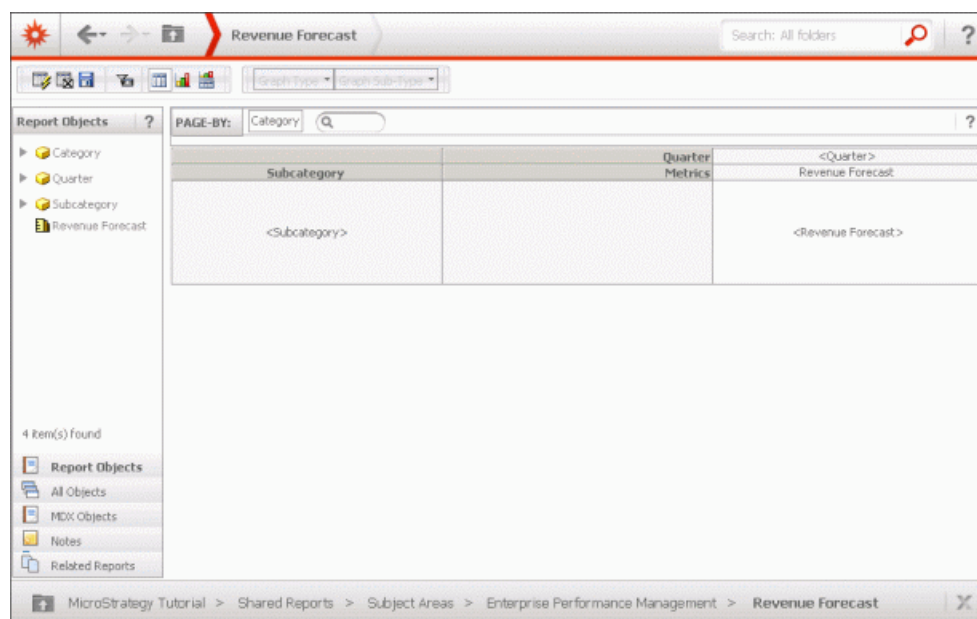 Revenue Forecast
Search: All folders
?
Graph Type Graph Sub-Type
Report Objects ?
PAGE-BY: Category
?
Category
Quarter
Subcategory
Revenue Forecast
Quarter <Quarter>
Subcategory Metrics Revenue Forecast
<Subcategory> <Revenue Forecast>
4 item(s) found
Report Objects
All Objects
MDX Objects
Notes
Related Reports
MicroStrategy Tutorial > Shared Reports > Subject Areas > Enterprise Performance Management > Revenue Forecast